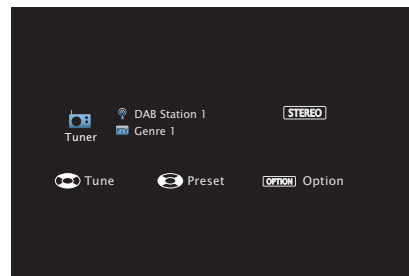 DAB Station 1
STEREO
Genre 1
Tuner
Tune
Preset
OPTION Option